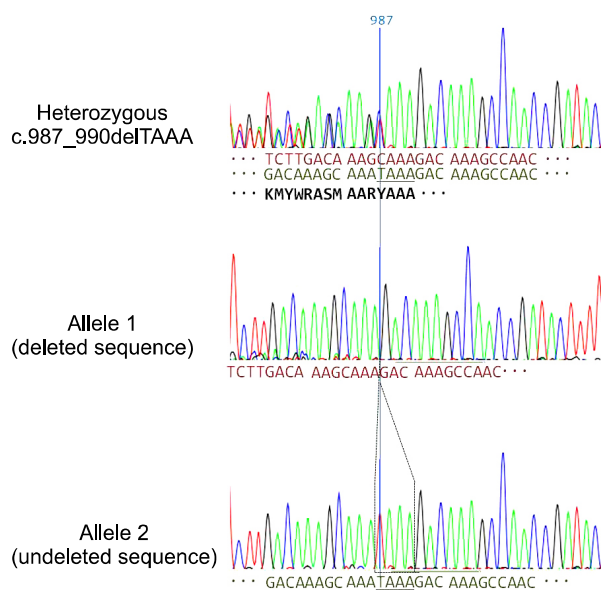 987
Heterozygous
c.987_990delTAAA
··· TCTTGACA AAGCAAAGAC AAAGCCAAC ···
··· GACAAAGC AAATAAAGAC AAAGCCAAC ···
··· KMYWRASM AARYAAA ···
Allele 1
(deleted sequence)
TCTTGACA AAGCAAAGAC AAAGCCAAC···
Allele 2
(undeleted sequence)
··· GACAAAGC AAATAAAGAC AAAGCCAAC ···